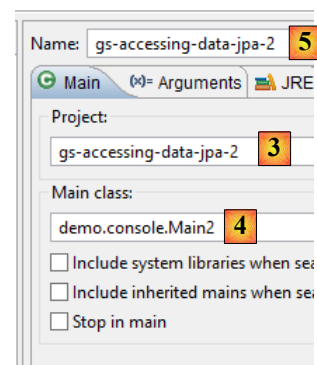 Name: gs-accessing-data-jpa-2 5
Main (x)= Arguments JRE
Project:
gs-accessing-data-jpa-2 3
Main class:
demo.console.Main2 4
Include system libraries when sea
Include inherited mains when sea
Stop in main